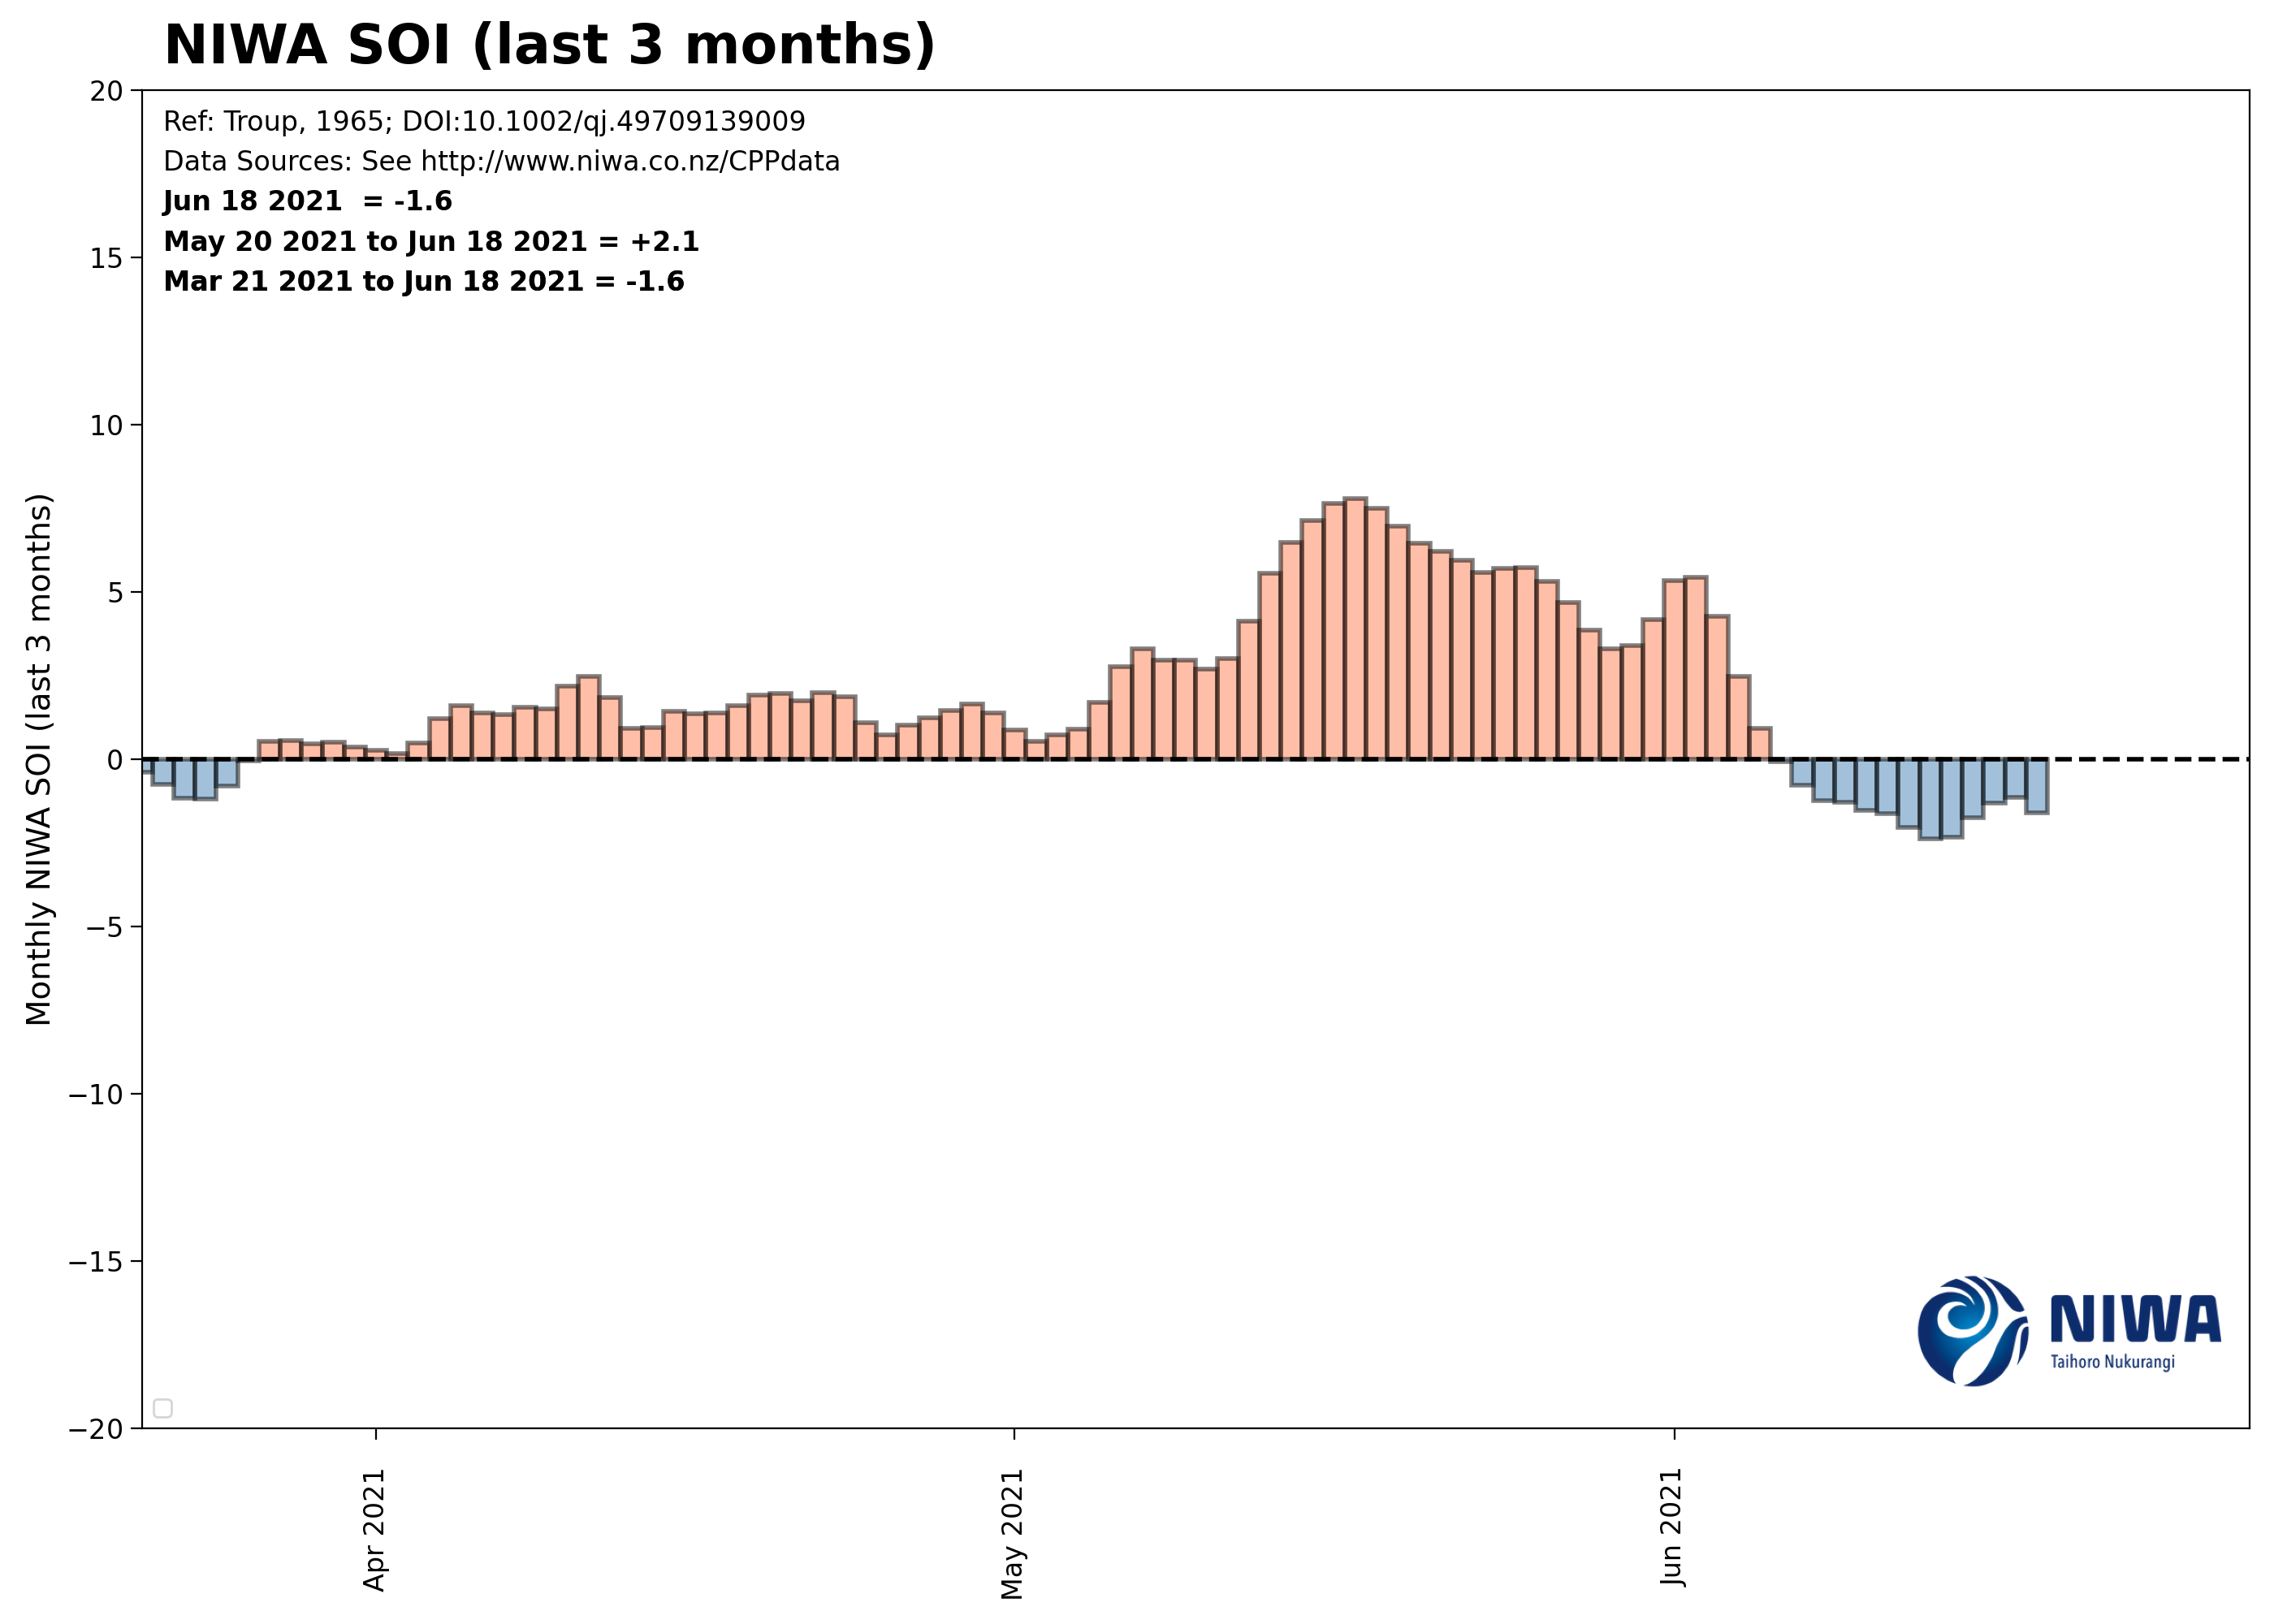 NIWA SOI (last 3 months)
Ref: Troup, 1965; DOI:10.1002/qj.49709139009
Data Sources: See http://www.niwa.co.nz/CPPdata
Jun 18 2021  = -1.6
May 20 2021 to Jun 18 2021 = +2.1
Mar 21 2021 to Jun 18 2021 = -1.6
Monthly NIWA SOI (last 3 months)
20
15
10
5
0
−5
−10
−15
−20
Apr 2021
May 2021
Jun 2021
NIWA
Taihoro Nukurangi